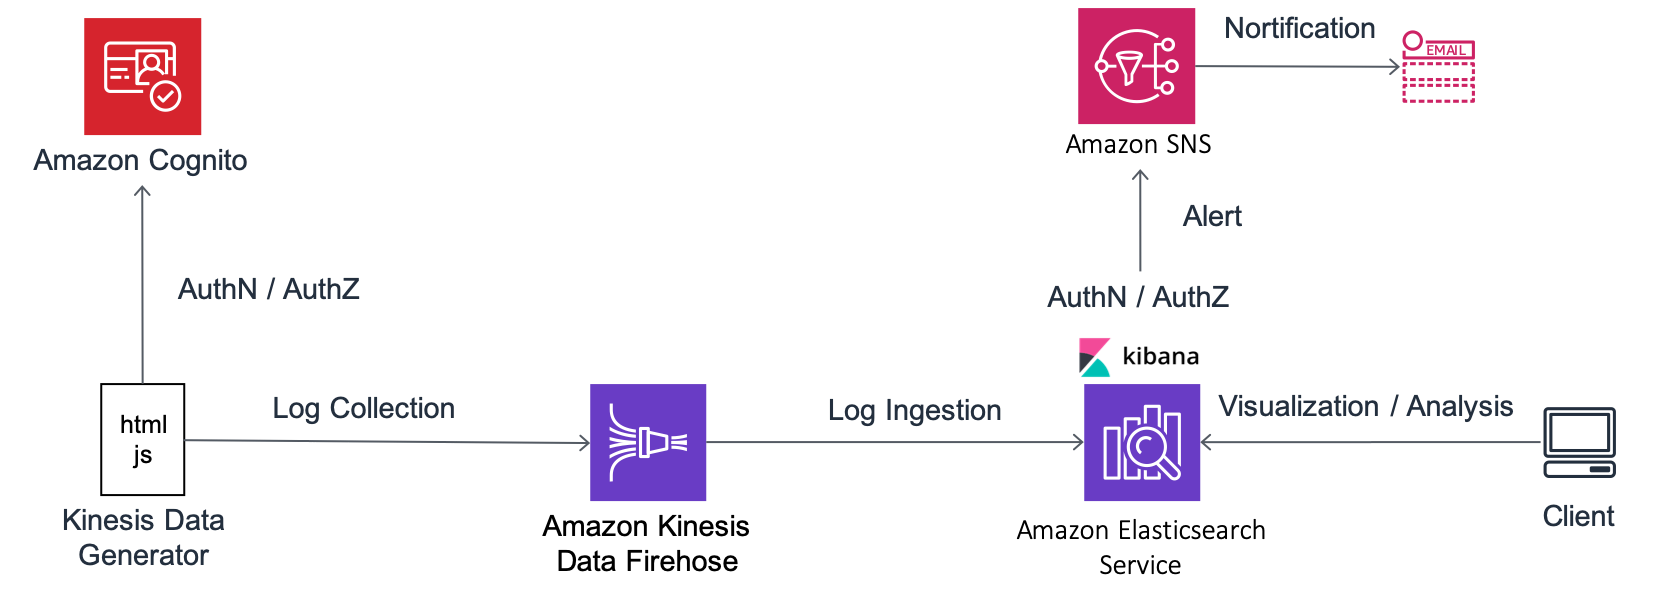 Nortification
EMAIL
Amazon Cognito
Amazon SNS
Alert
AuthN / AuthZ
AuthN / AuthZ
kibana
html
js
Log Collection
Log Ingestion
Visualization / Analysis
Kinesis Data
Generator
Amazon Kinesis
Data Firehose
Amazon Elasticsearch
Service
Client